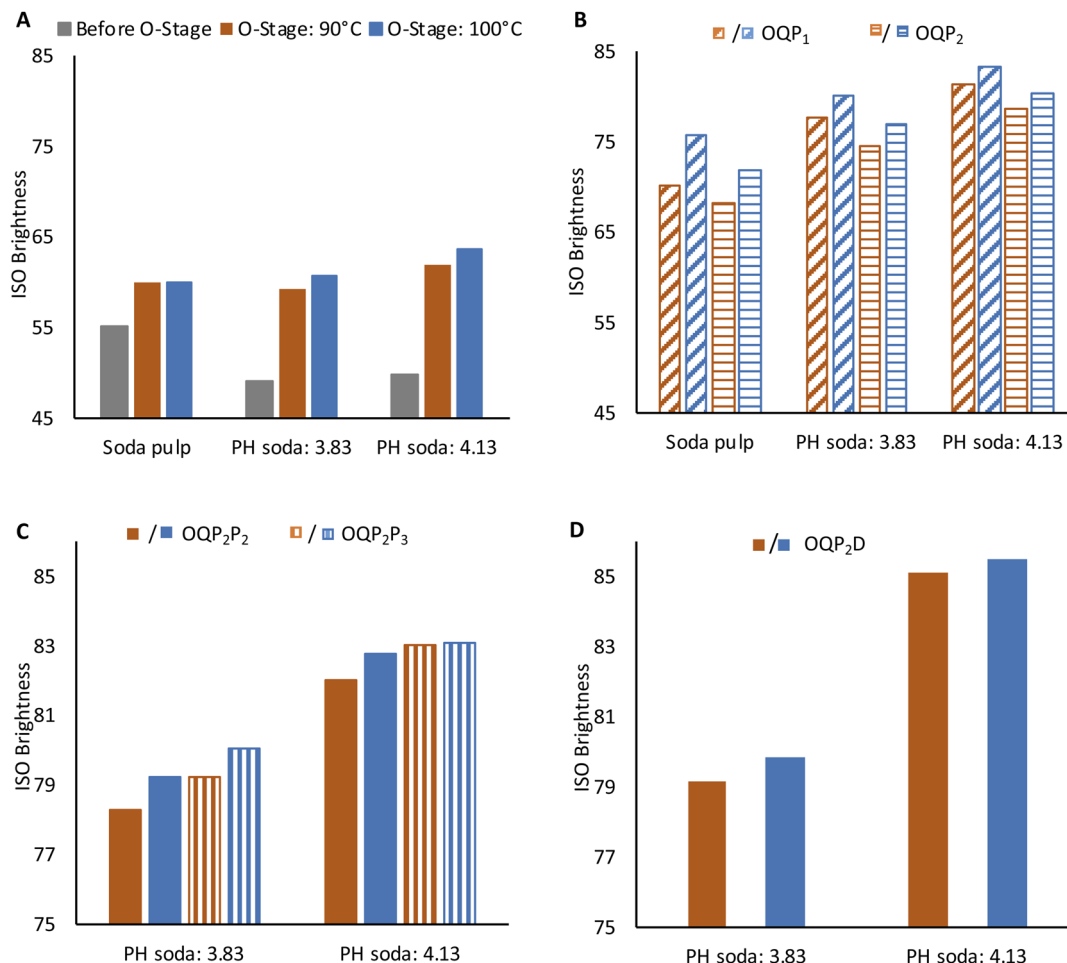 A
Before O-Stage O-Stage: 90°C O-Stage: 100°C
85
75
65
55
45
ISO Brightness
Soda pulp PH soda: 3.83 PH soda: 4.13
B
/ OQP₁ / OQP₂
85
75
65
55
45
ISO Brightness
Soda pulp PH soda: 3.83 PH soda: 4.13
C
/ OQP₂P₂ / OQP₂P₃
85
83
81
79
77
75
ISO Brightness
PH soda: 3.83 PH soda: 4.13
D
/ OQP₂D
85
83
81
79
77
75
ISO Brightness
PH soda: 3.83 PH soda: 4.13